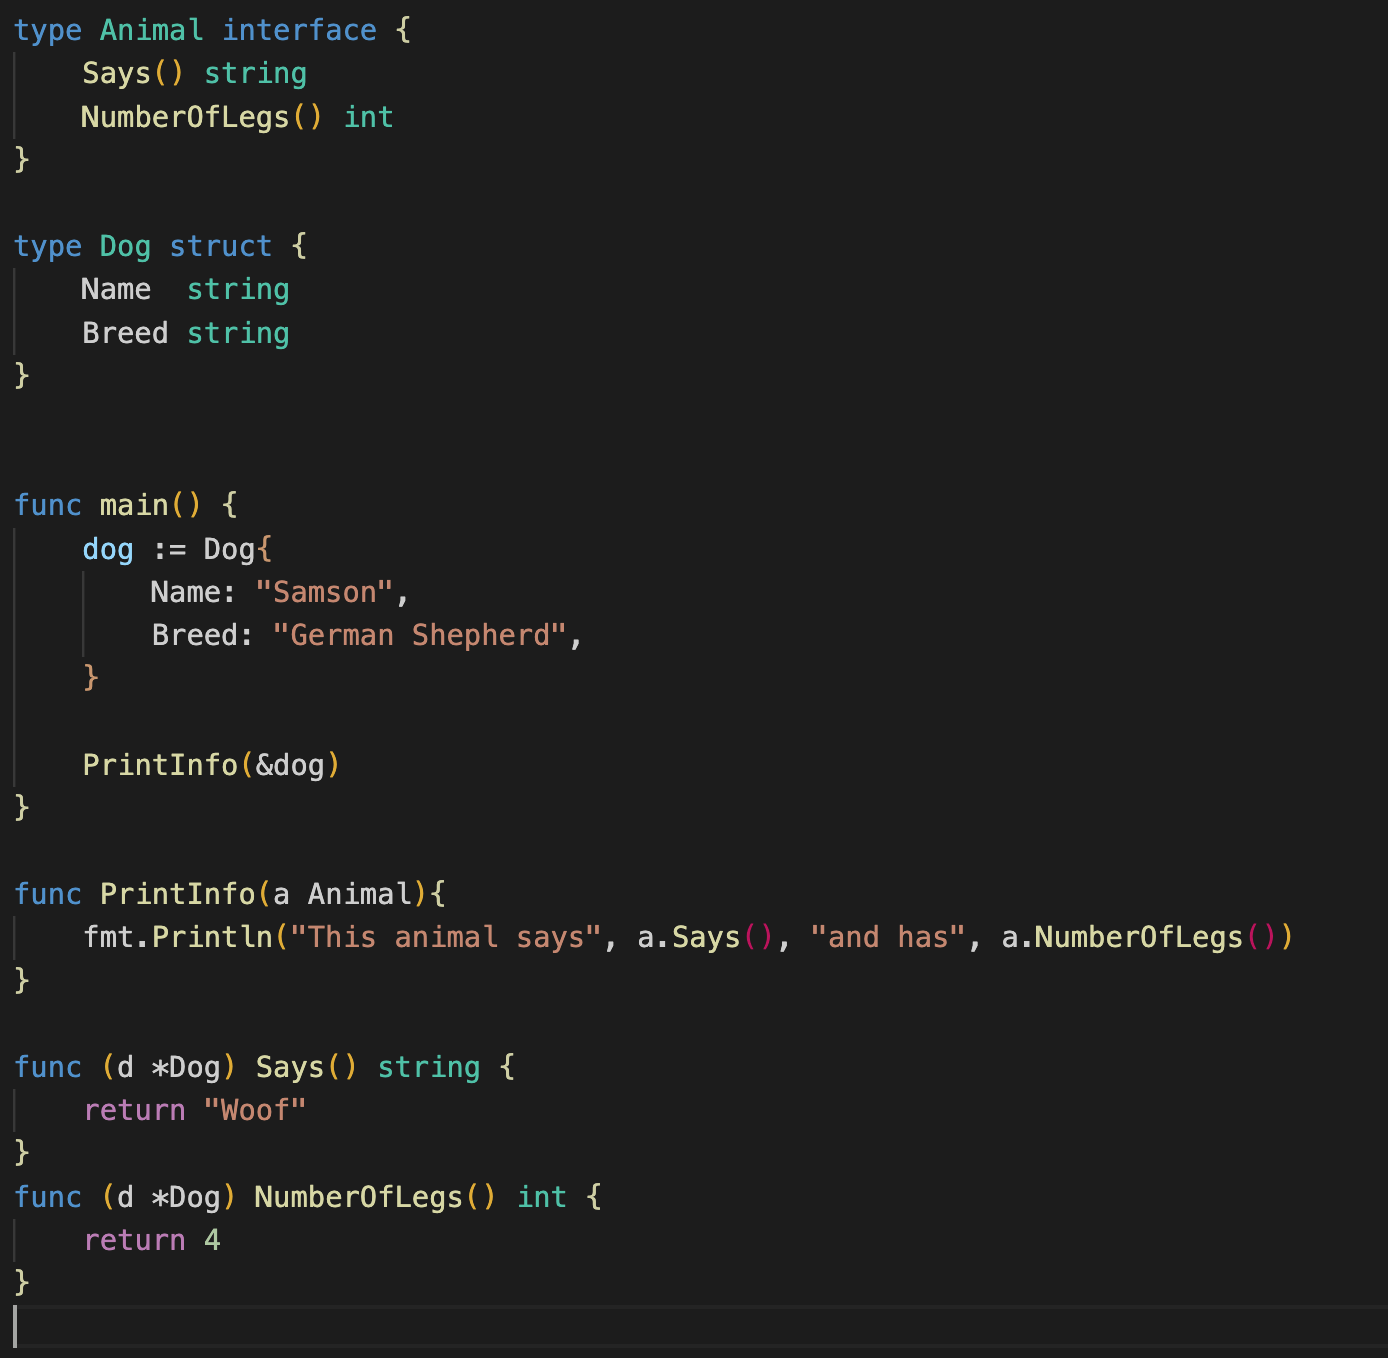 type Animal interface {
    Says() string
    NumberOfLegs() int
}

type Dog struct {
    Name  string
    Breed string
}


func main() {
    dog := Dog{
        Name: "Samson",
        Breed: "German Shepherd",
    }

    PrintInfo(&dog)
}

func PrintInfo(a Animal){
    fmt.Println("This animal says", a.Says(), "and has", a.NumberOfLegs())
}

func (d *Dog) Says() string {
    return "Woof"
}
func (d *Dog) NumberOfLegs() int {
    return 4
}